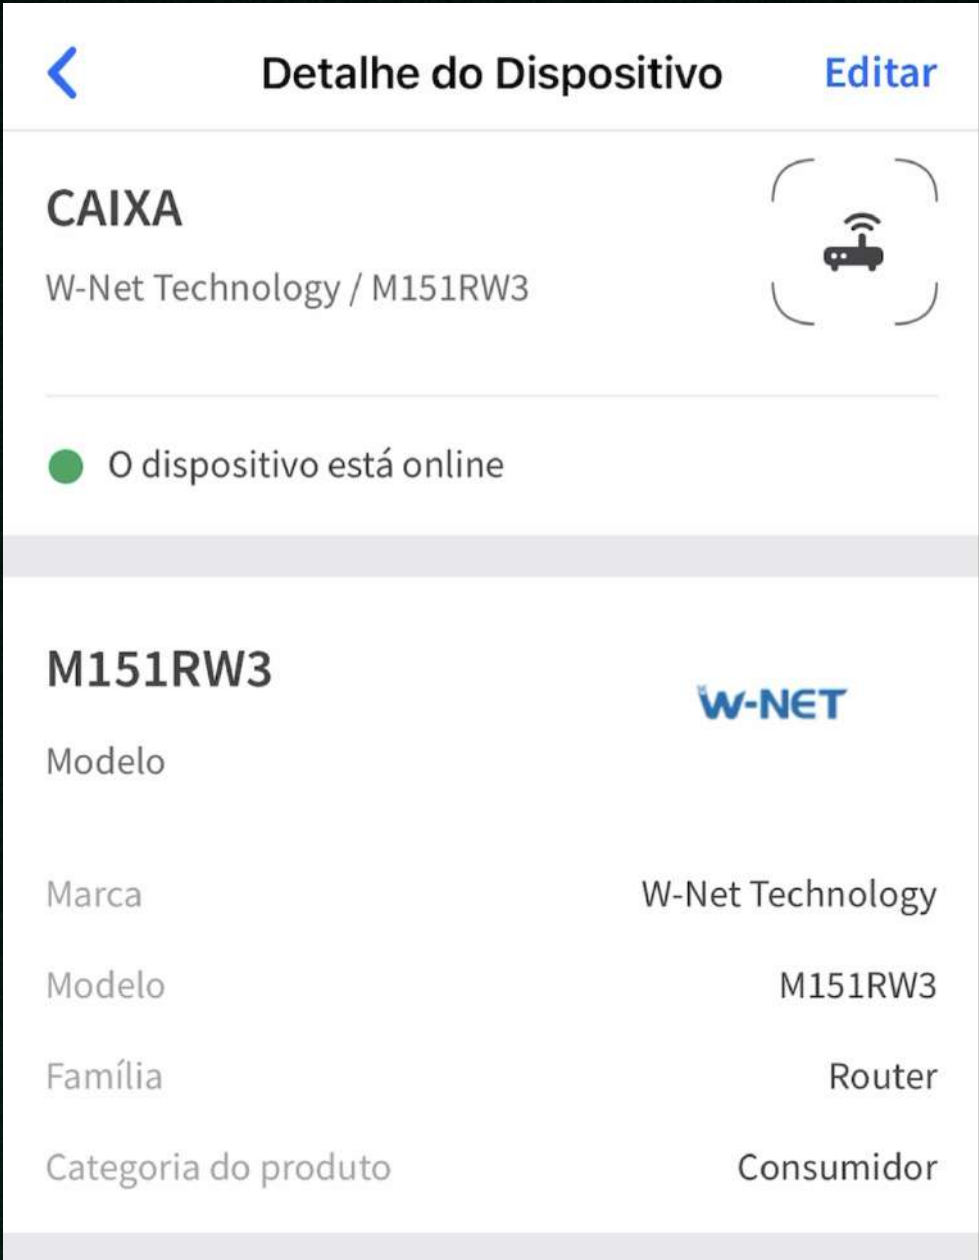 Detalhe do Dispositivo Editar
CAIXA
W-Net Technology / M151RW3
O dispositivo está online
M151RW3
W-NET
Modelo
Marca W-Net Technology
Modelo M151RW3
Família Router
Categoria do produto Consumidor